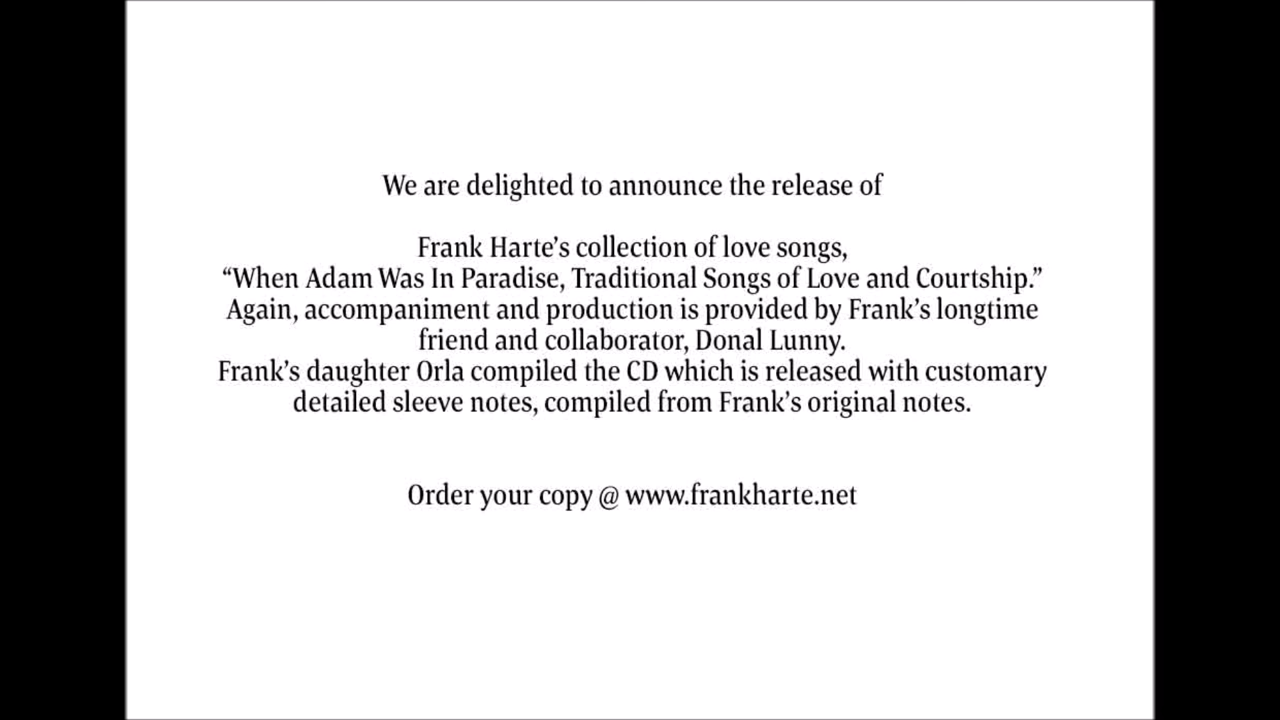 We are delighted to announce the release of
Frank Harte’s collection of love songs,
“When Adam Was In Paradise, Traditional Songs of Love and Courtship.”
Again, accompaniment and production is provided by Frank’s longtime
friend and collaborator, Donal Lunny.
Frank’s daughter Orla compiled the CD which is released with customary
detailed sleeve notes, compiled from Frank’s original notes.
Order your copy @ www.frankharte.net